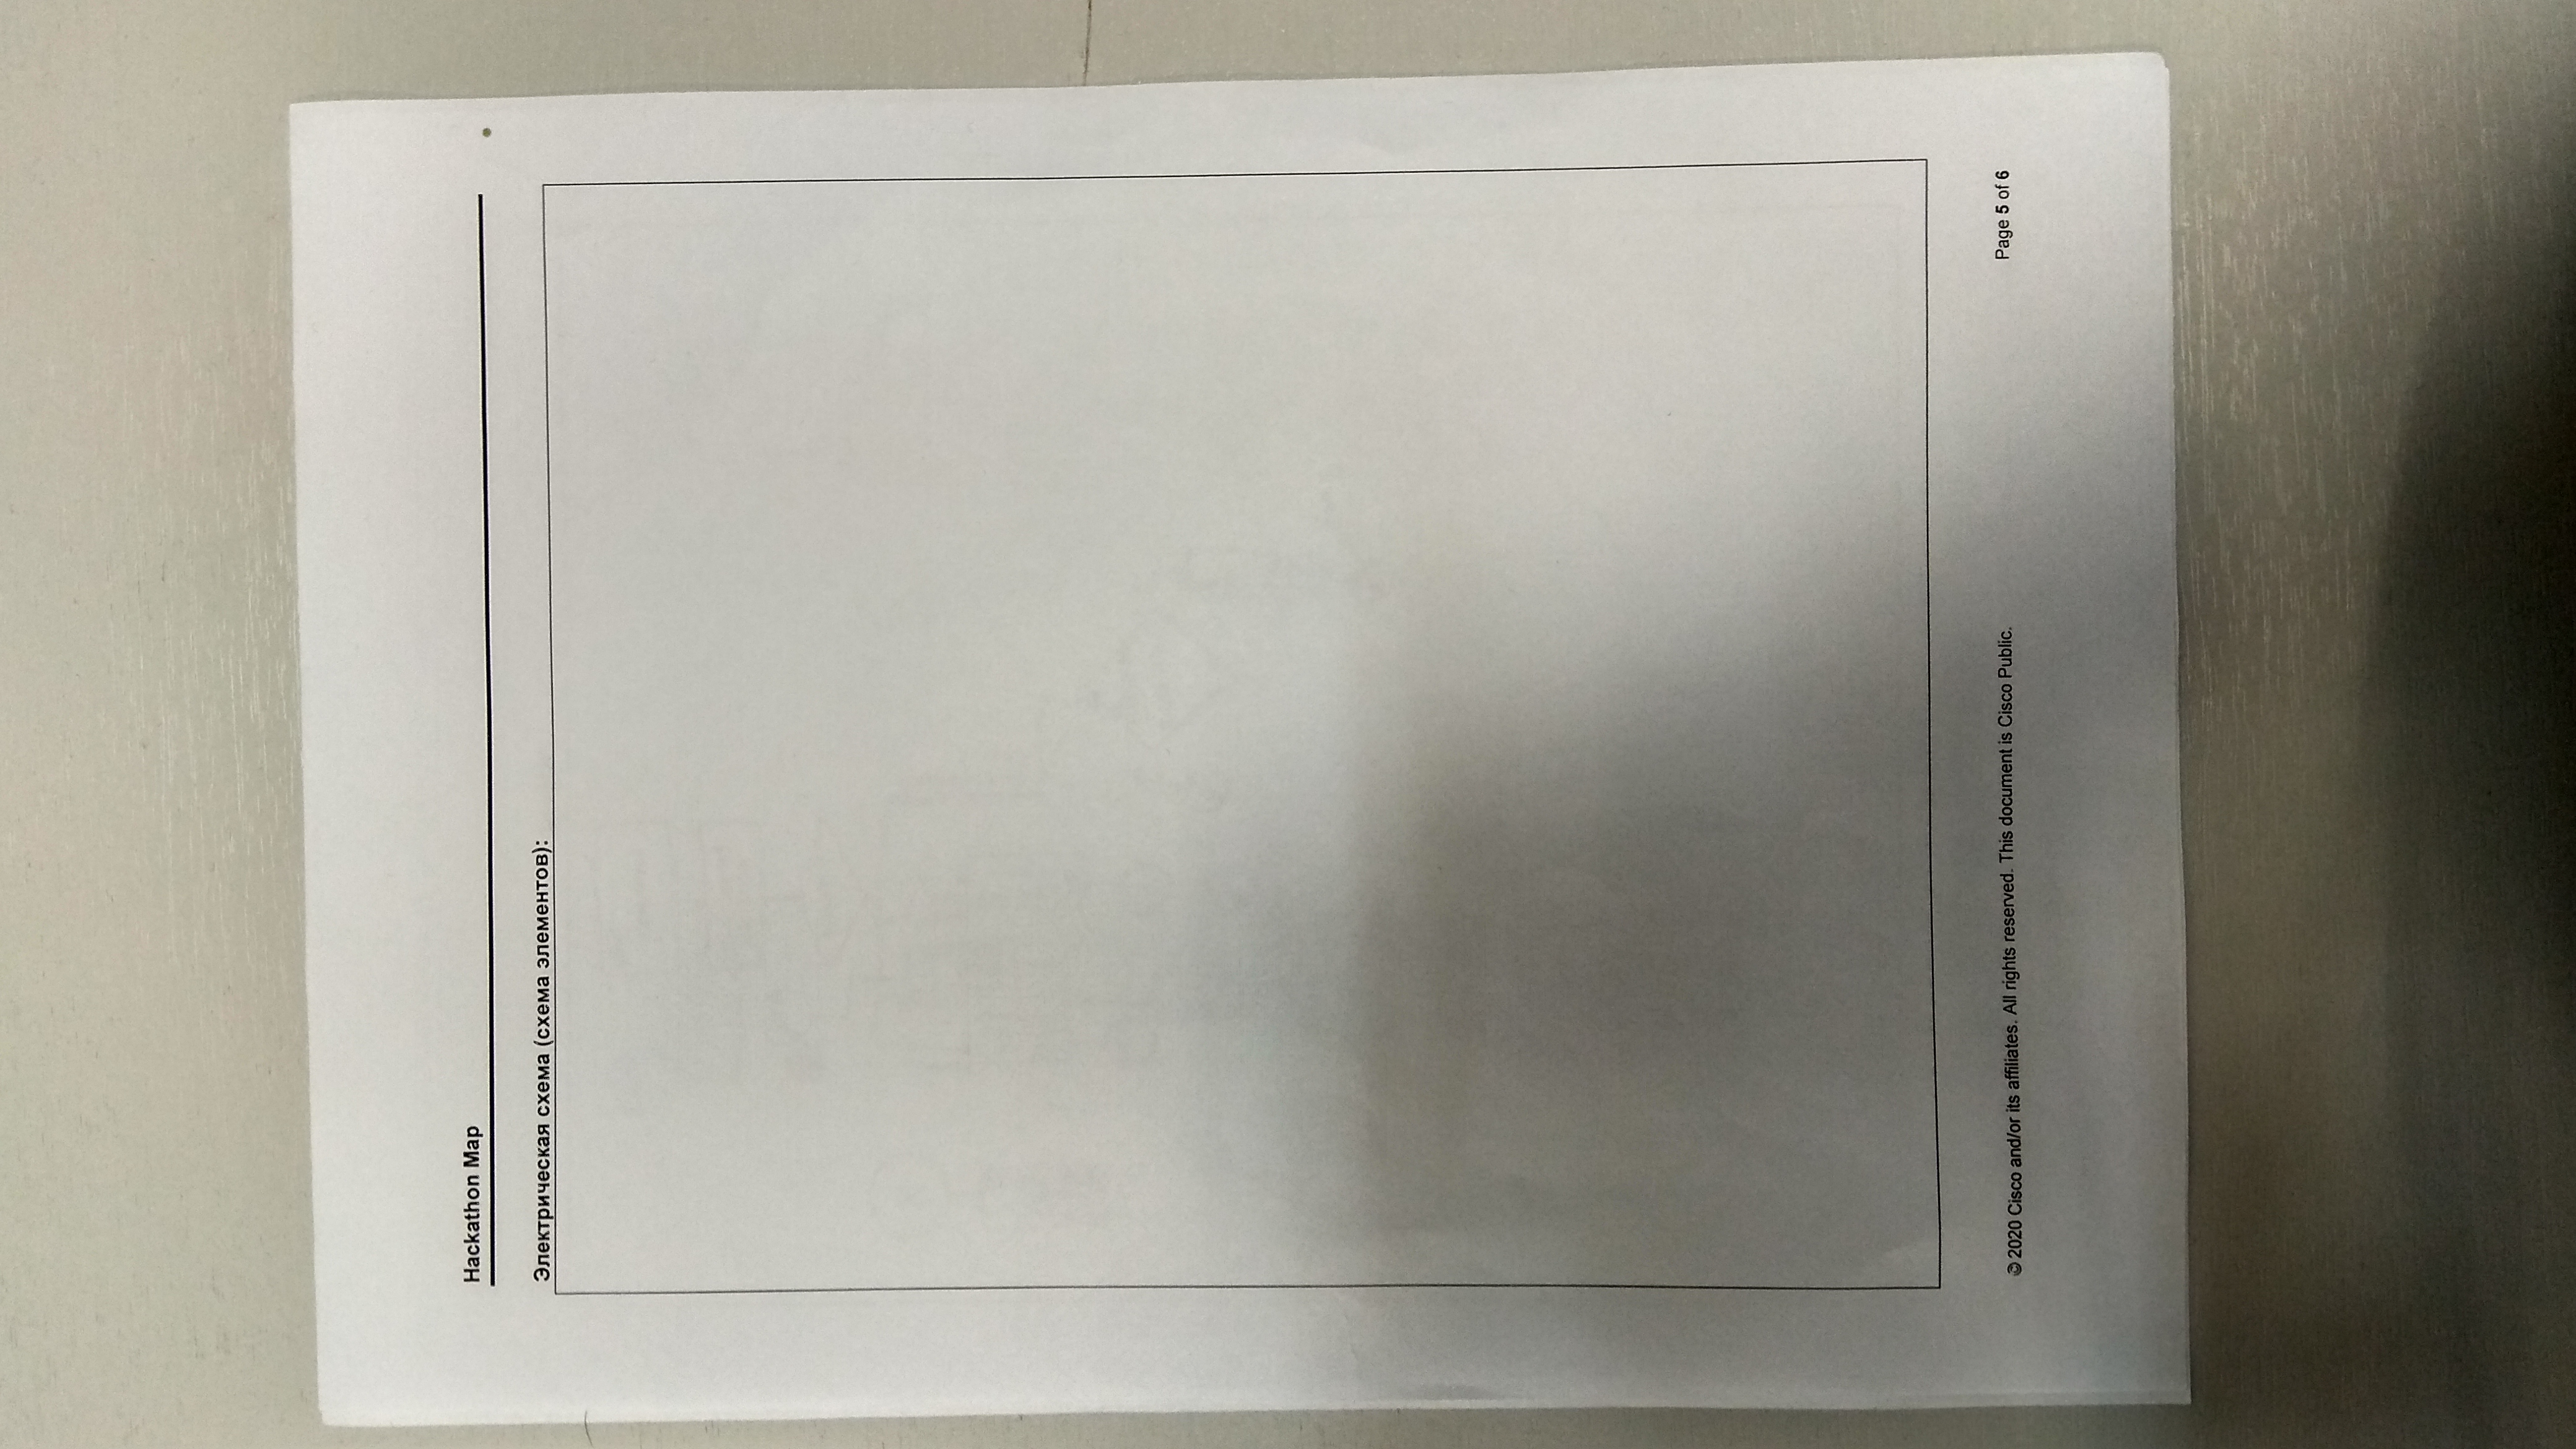 Hackathon Map
Электрическая схема (схема элементов):
© 2020 Cisco and/or its affiliates. All rights reserved. This document is Cisco Public.
Page 5 of 6